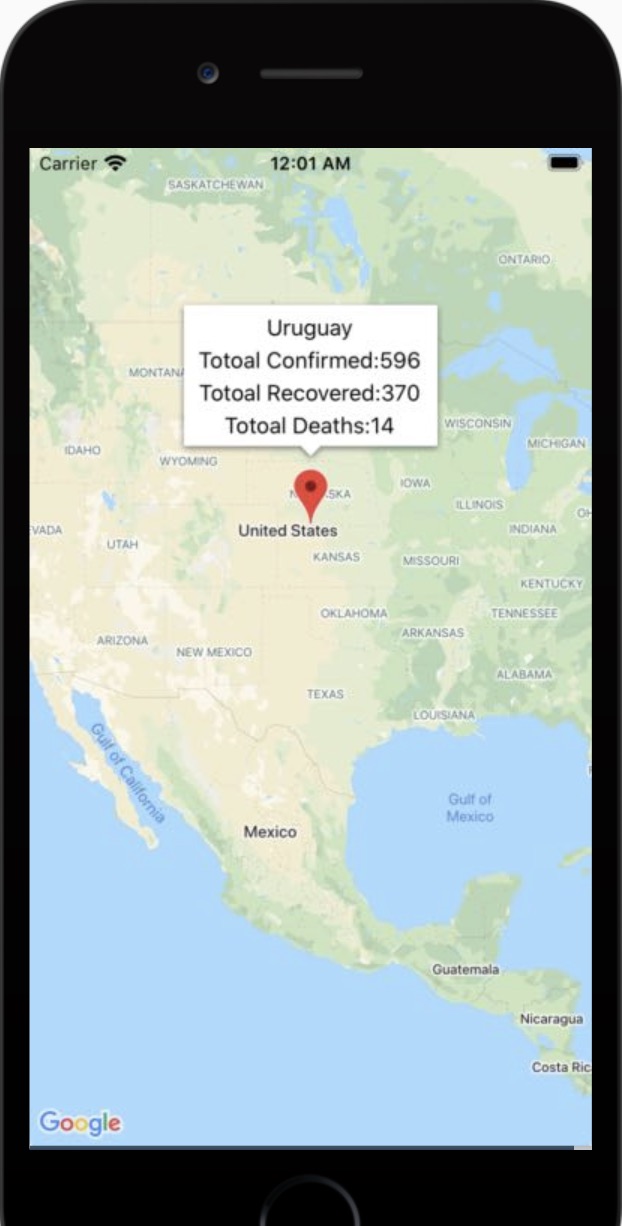 Carrier
12:01 AM
SASKATCHEWAN
ONTARIO
Uruguay
Totoal Confirmed:596
Totoal Recovered:370
Totoal Deaths:14
MONTANA
WISCONSIN
MICHIGAN
IDAHO
WYOMING
IOWA
ILLINOIS
OH
VADA
United States
INDIANA
UTAH
KANSAS
MISSOURI
KENTUCKY
OKLAHOMA
TENNESSEE
ARKANSAS
ARIZONA
NEW MEXICO
ALABAMA
TEXAS
LOUISIANA
Gulf of California
Gulf of
Mexico
Mexico
Guatemala
Nicaragua
Costa Ric
Google